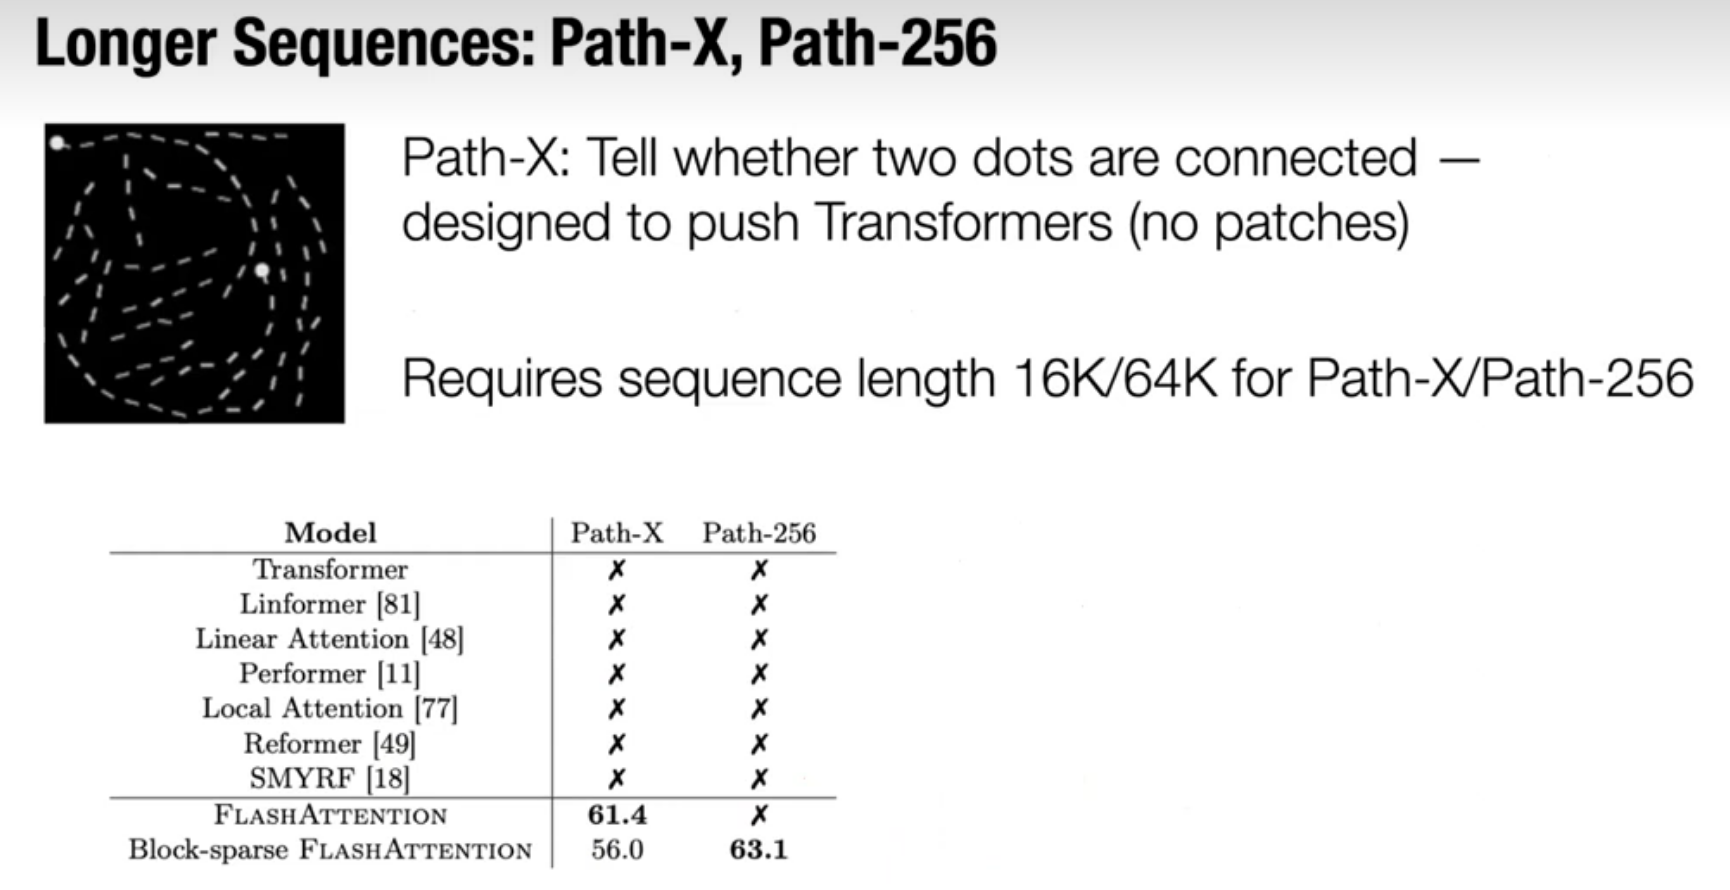 Longer Sequences: Path-X, Path-256
Path-X: Tell whether two dots are connected —
designed to push Transformers (no patches)
Requires sequence length 16K/64K for Path-X/Path-256
Model Path-X Path-256
Transformer ✗ ✗
Linformer [81] ✗ ✗
Linear Attention [48] ✗ ✗
Performer [11] ✗ ✗
Local Attention [77] ✗ ✗
Reformer [49] ✗ ✗
SMYRF [18] ✗ ✗
FLASHATTENTION 61.4 ✗
Block-sparse FLASHATTENTION 56.0 63.1